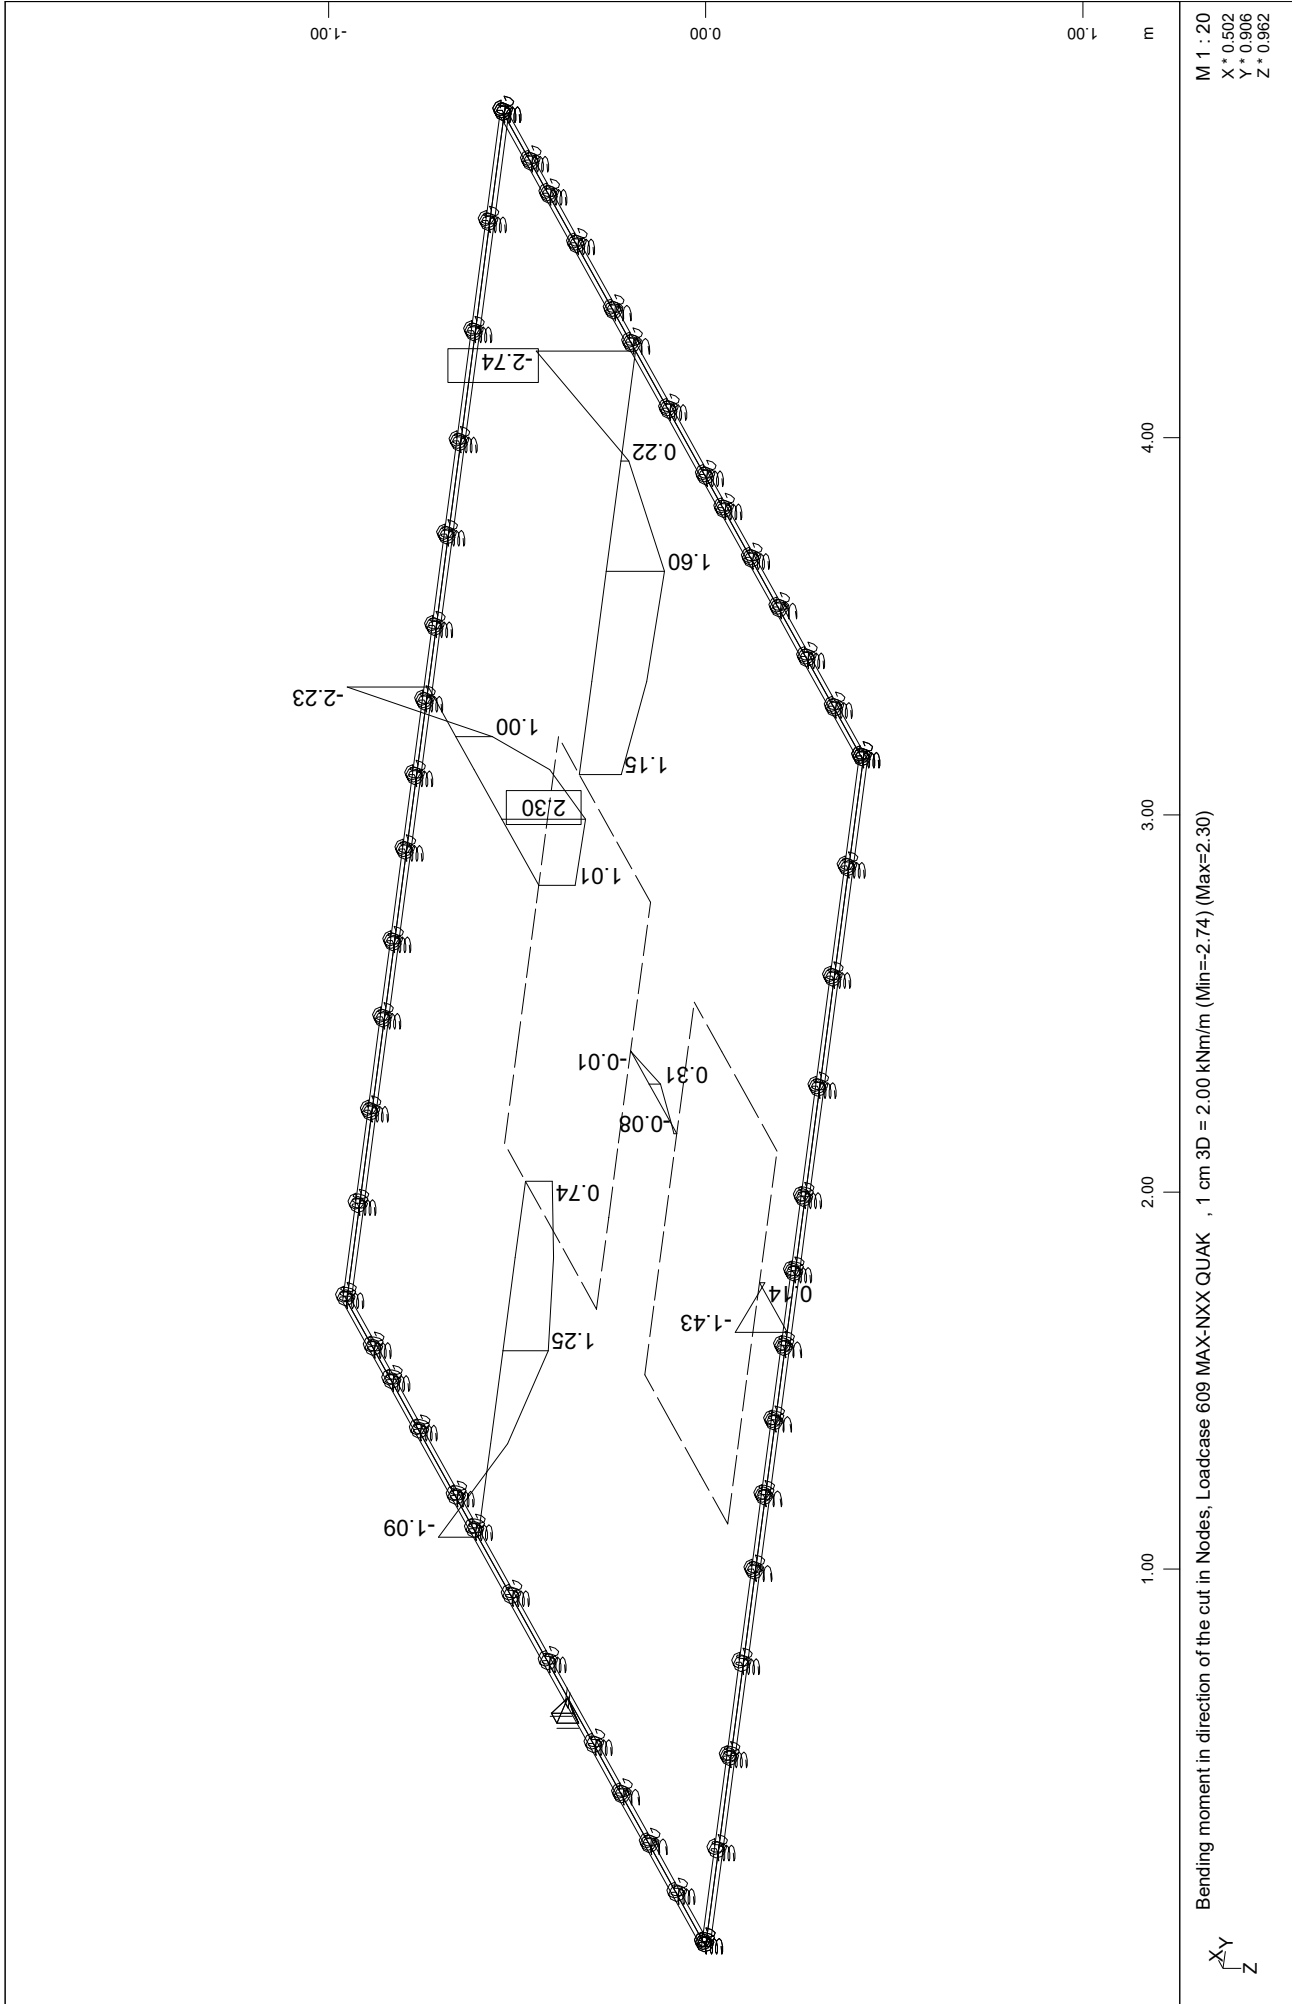 -1.00
0.00
1.00
m
M 1 : 20
X * 0.502
Y * 0.906
Z * 0.962
-2.74
0.22
1.60
4.00
-2.23
1.00
1.15
2.30
3.00
1.01
-0.01
0.31
-0.08
0.74
2.00
0.14
-1.43
1.25
-1.09
1.00
Bending moment in direction of the cut in Nodes, Loadcase 609 MAX-NXX QUAK , 1 cm 3D = 2.00 kNm/m (Min=-2.74) (Max=2.30)
X
Y
Z